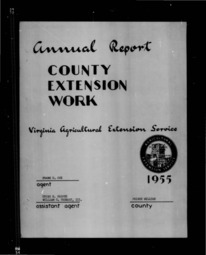 Annual Report
COUNTY
EXTENSION
WORK
Virginia Agricultural Extension Service
1955
agent
assistant agent
county